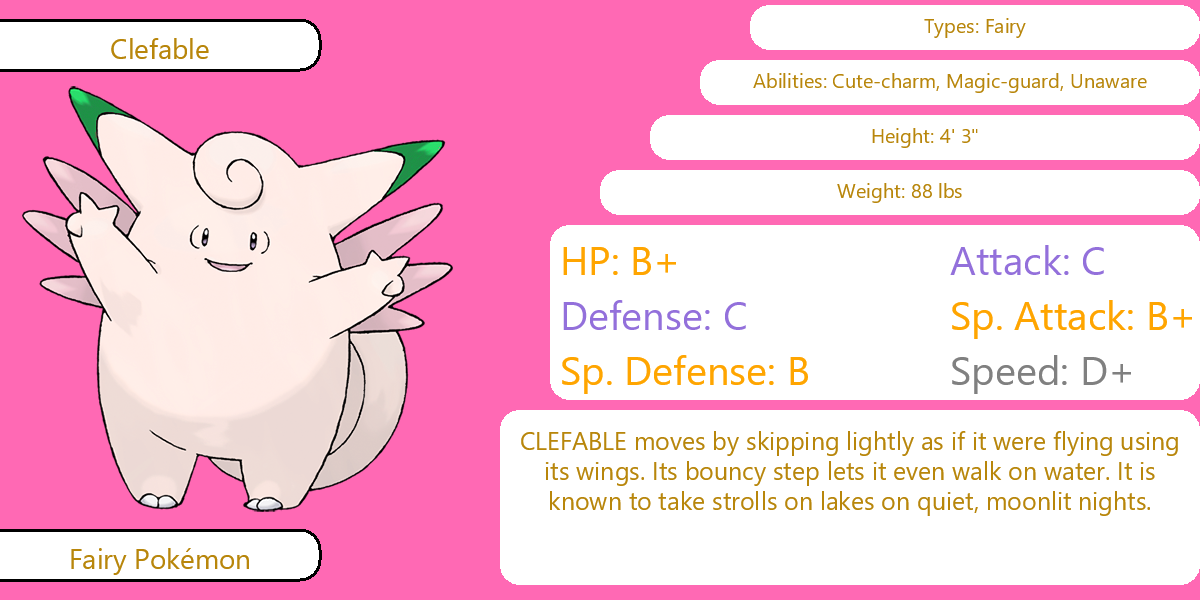 Clefable
Types: Fairy
Abilities: Cute-charm, Magic-guard, Unaware
Height: 4' 3"
Weight: 88 lbs
HP: B+
Attack: C
Defense: C
Sp. Attack: B+
Sp. Defense: B
Speed: D+
CLEFABLE moves by skipping lightly as if it were flying using
its wings. Its bouncy step lets it even walk on water. It is
known to take strolls on lakes on quiet, moonlit nights.
Fairy Pokémon